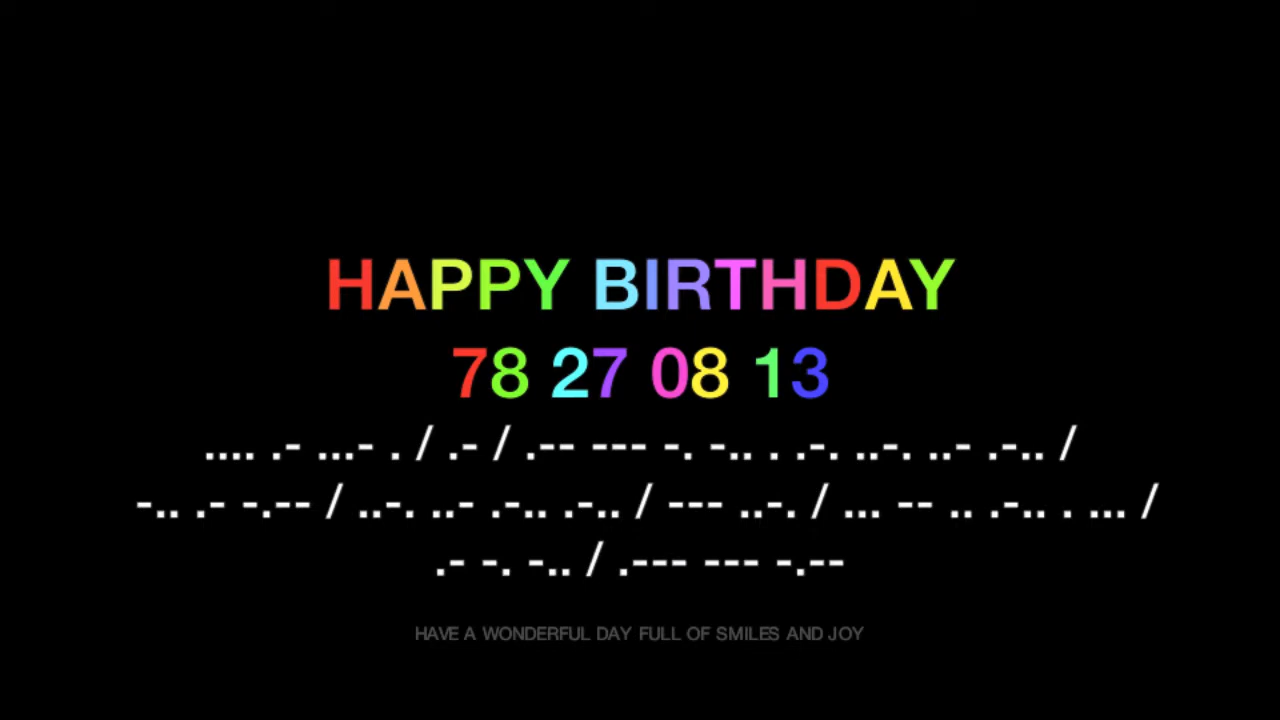 HAPPY BIRTHDAY
78 27 08 13
.... .- ...- . / .- / .-- --- -. -.. . .-. ..-. ..- .-.. /
-.. .- -.-- / ..-. ..- .-.. .-.. / --- ..-. / ... -- .. .-.. . ... /
.- -. -.. / .--- --- -.--
HAVE A WONDERFUL DAY FULL OF SMILES AND JOY